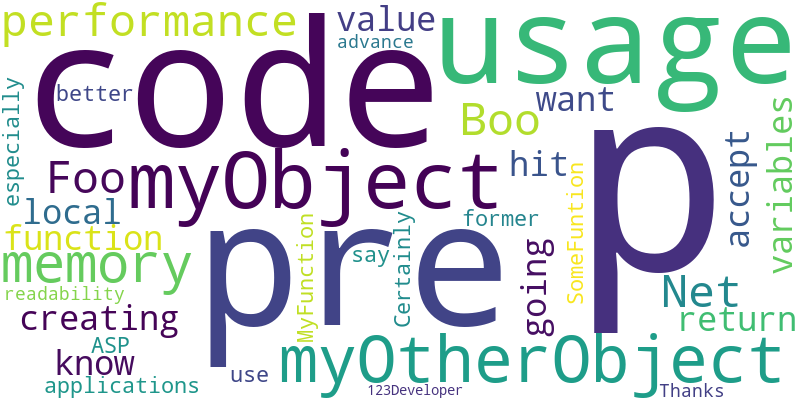 performance
code
value
advance
usage
better
want
especially
Boo
Foo
myObject
hit
p
accept
variables
local
function
pre
former
say
Certainly
MyFunction
SomeFuntion
going
memory
readability
Net
creating
return
ASP
know
myOtherObject
use
applications
123Developer
Thanks